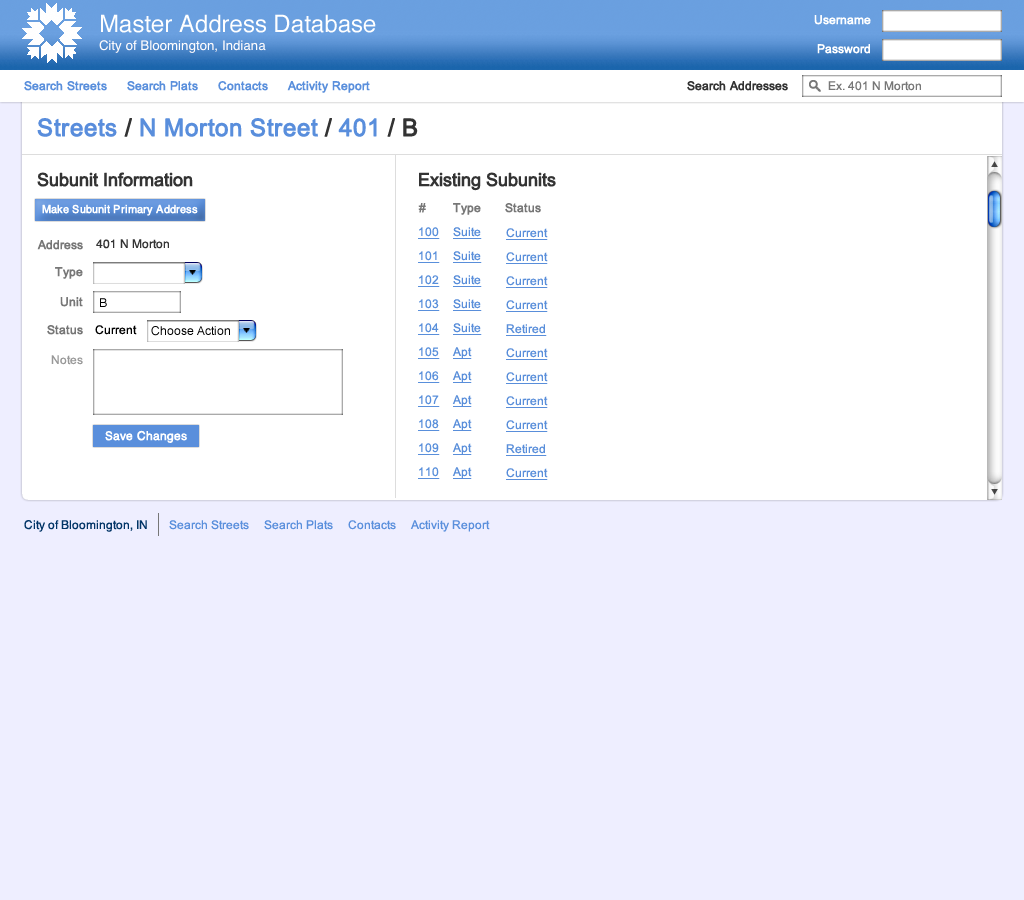 Master Address Database
City of Bloomington, Indiana
Username
Password
Search Streets Search Plats Contacts Activity Report Search Addresses Ex. 401 N Morton
Streets / N Morton Street / 401 / B
Subunit Information
Make Subunit Primary Address
Address 401 N Morton
Type
Unit B
Status Current Choose Action
Notes
Save Changes
Existing Subunits
# Type Status
100 Suite Current
101 Suite Current
102 Suite Current
103 Suite Current
104 Suite Retired
105 Apt Current
106 Apt Current
107 Apt Current
108 Apt Current
109 Apt Retired
110 Apt Current
City of Bloomington, IN Search Streets Search Plats Contacts Activity Report